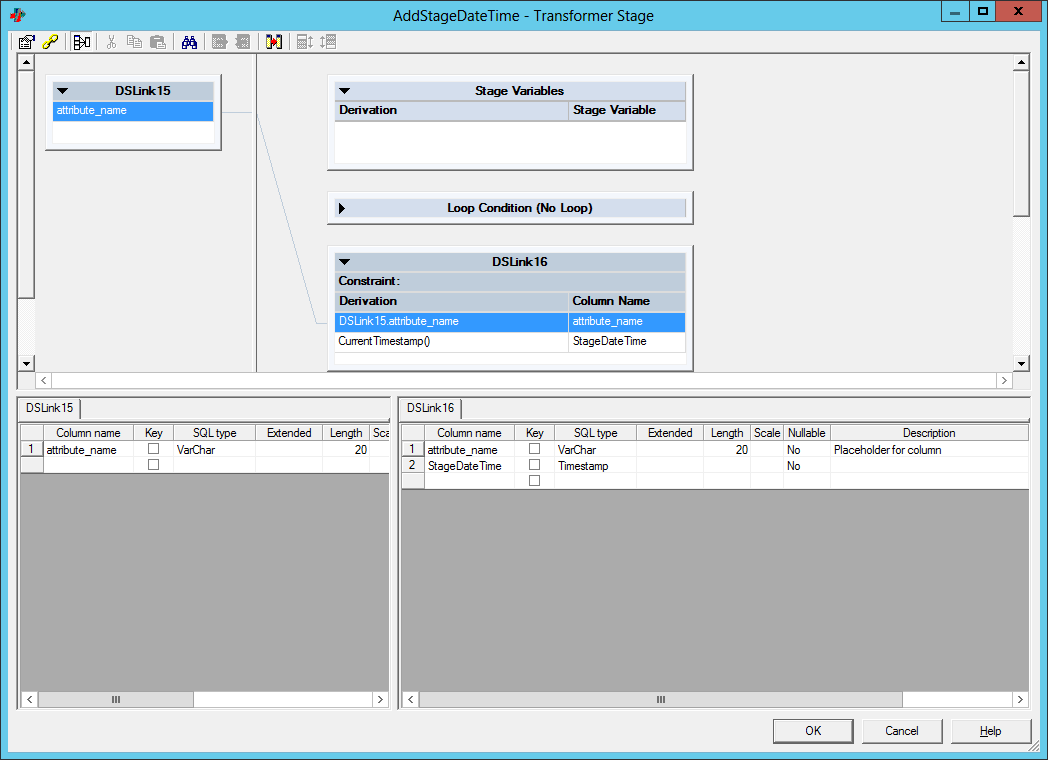 AddStageDateTime - Transformer Stage
DSLink15
attribute_name
Stage Variables
Derivation Stage Variable
Loop Condition (No Loop)
DSLink16
Constraint:
Derivation Column Name
DSLink15.attribute_name attribute_name
CurrentTimestamp() StageDateTime
DSLink15
Column name Key SQL type Extended Length Sca
1 attribute_name VarChar 20
DSLink16
Column name Key SQL type Extended Length Scale Nullable Description
1 attribute_name VarChar 20 No Placeholder for column
2 StageDateTime Timestamp No
OK Cancel Help